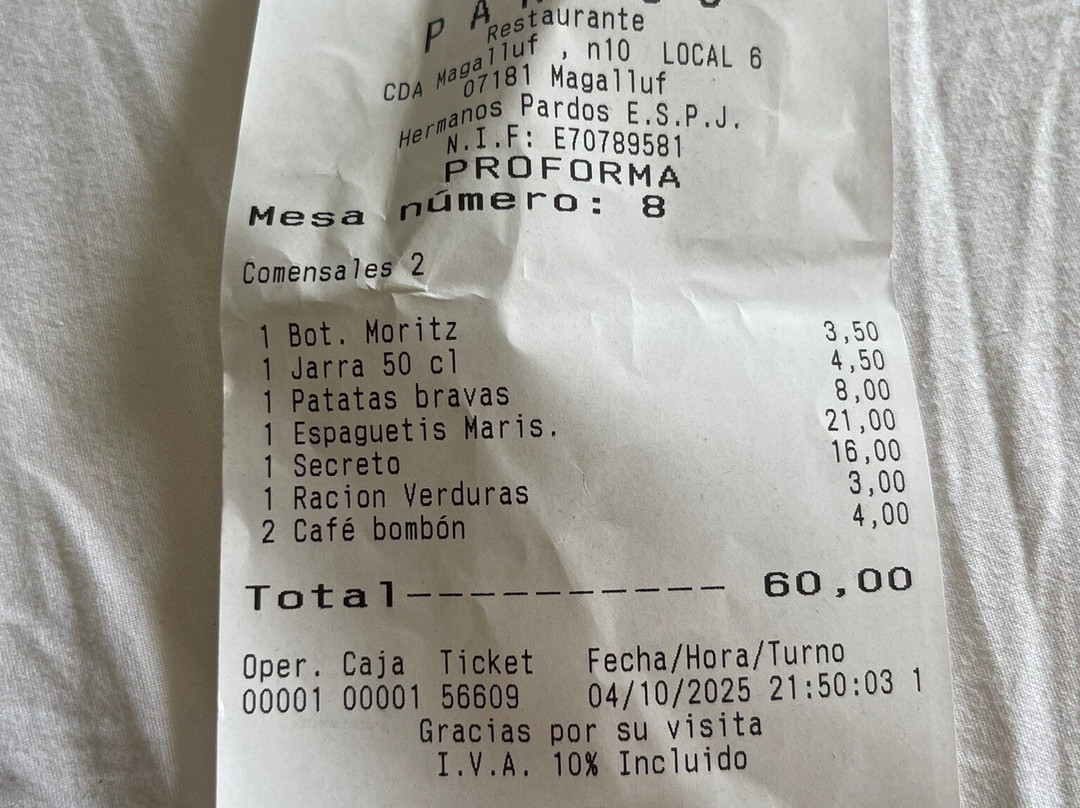 Restaurante
CDA Magalluf , n10 LOCAL 6
07181 Magalluf
Hermanos Pardos E.S.P.J.
N.I.F: E70789581
PROFORMA
Mesa número: 8
Comensales 2
1 Bot. Moritz 3,50
1 Jarra 50 cl 4,50
1 Patatas bravas 8,00
1 Espaguetis Maris. 21,00
1 Secreto 16,00
1 Racion Verduras 3,00
2 Café bombón 4,00
Total---------- 60,00
Oper. Caja Ticket Fecha/Hora/Turno
00001 00001 56609 04/10/2025 21:50:03 1
Gracias por su visita
I.V.A. 10% Incluido